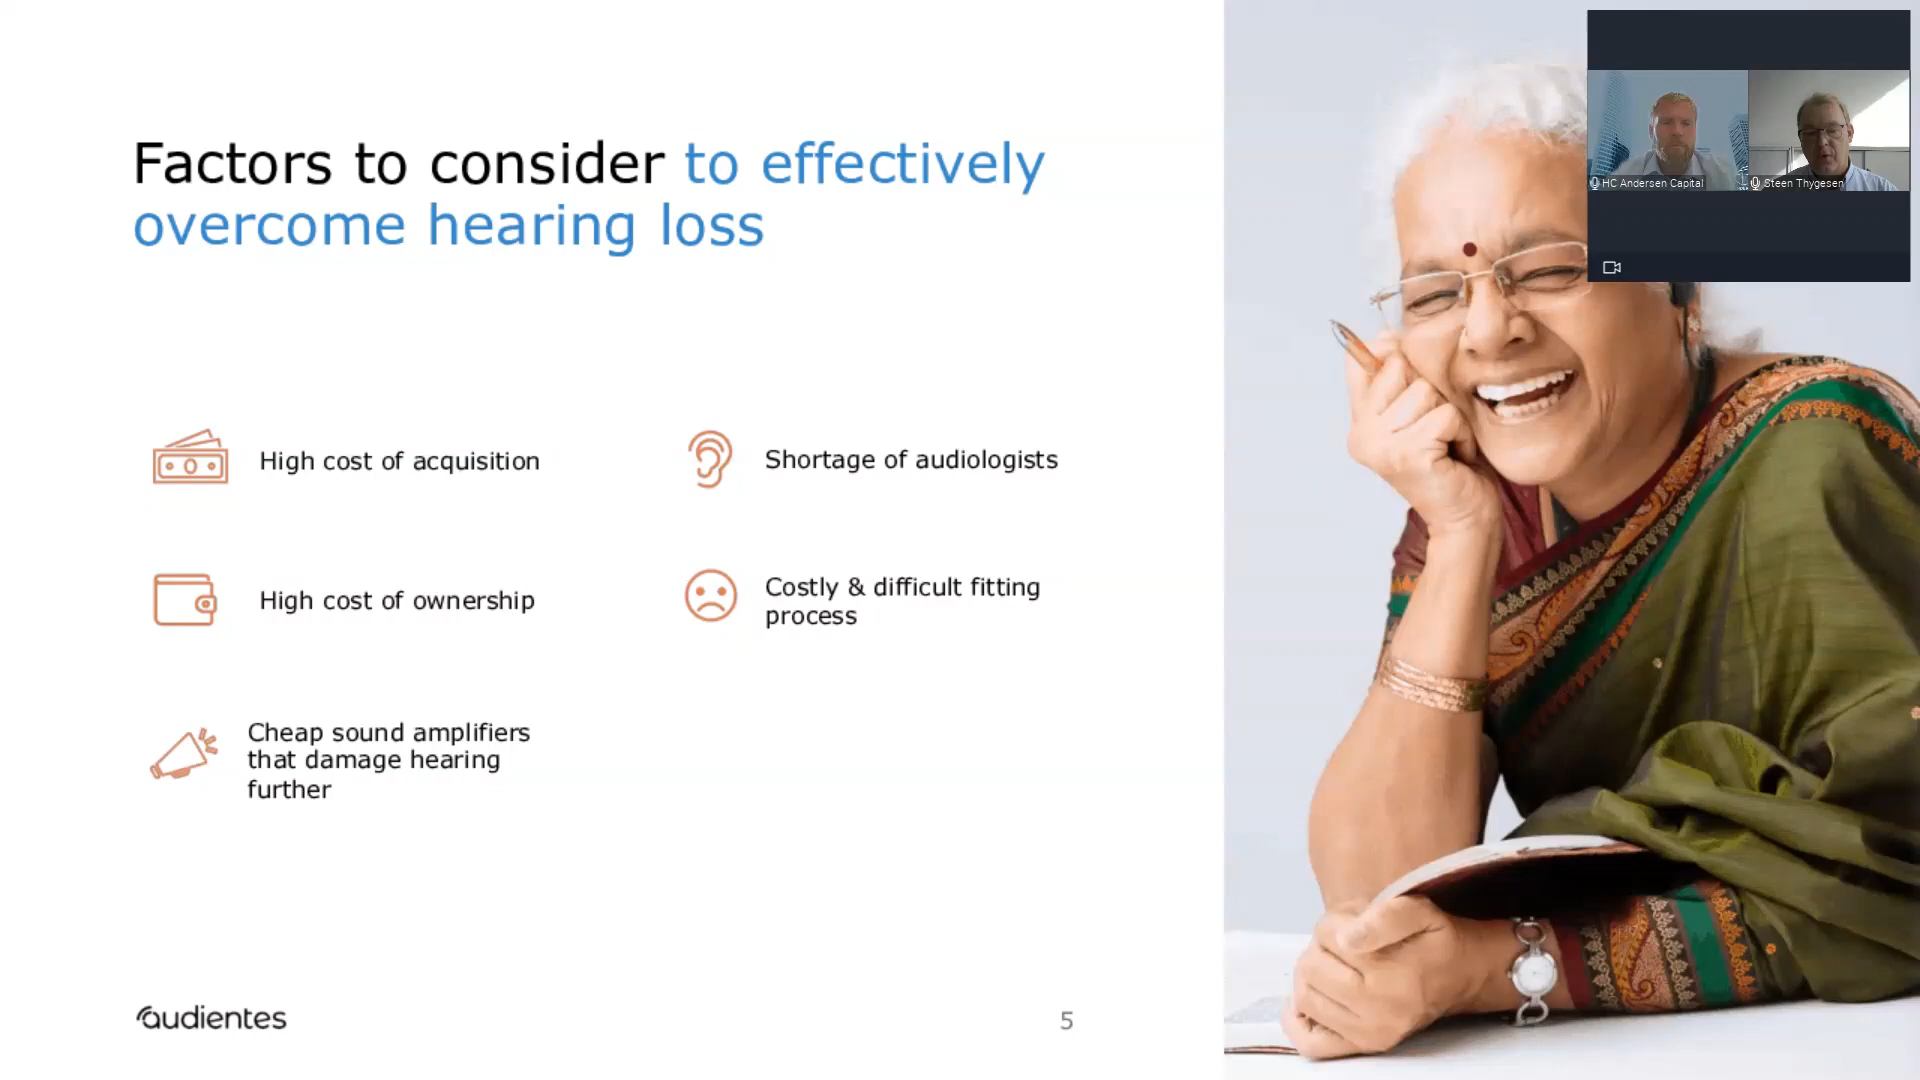 Factors to consider to effectively
overcome hearing loss
High cost of acquisition
Shortage of audiologists
High cost of ownership
Costly & difficult fitting
process
Cheap sound amplifiers
that damage hearing
further
audientes
5
HC Andersen Capital
Steen Thygesen